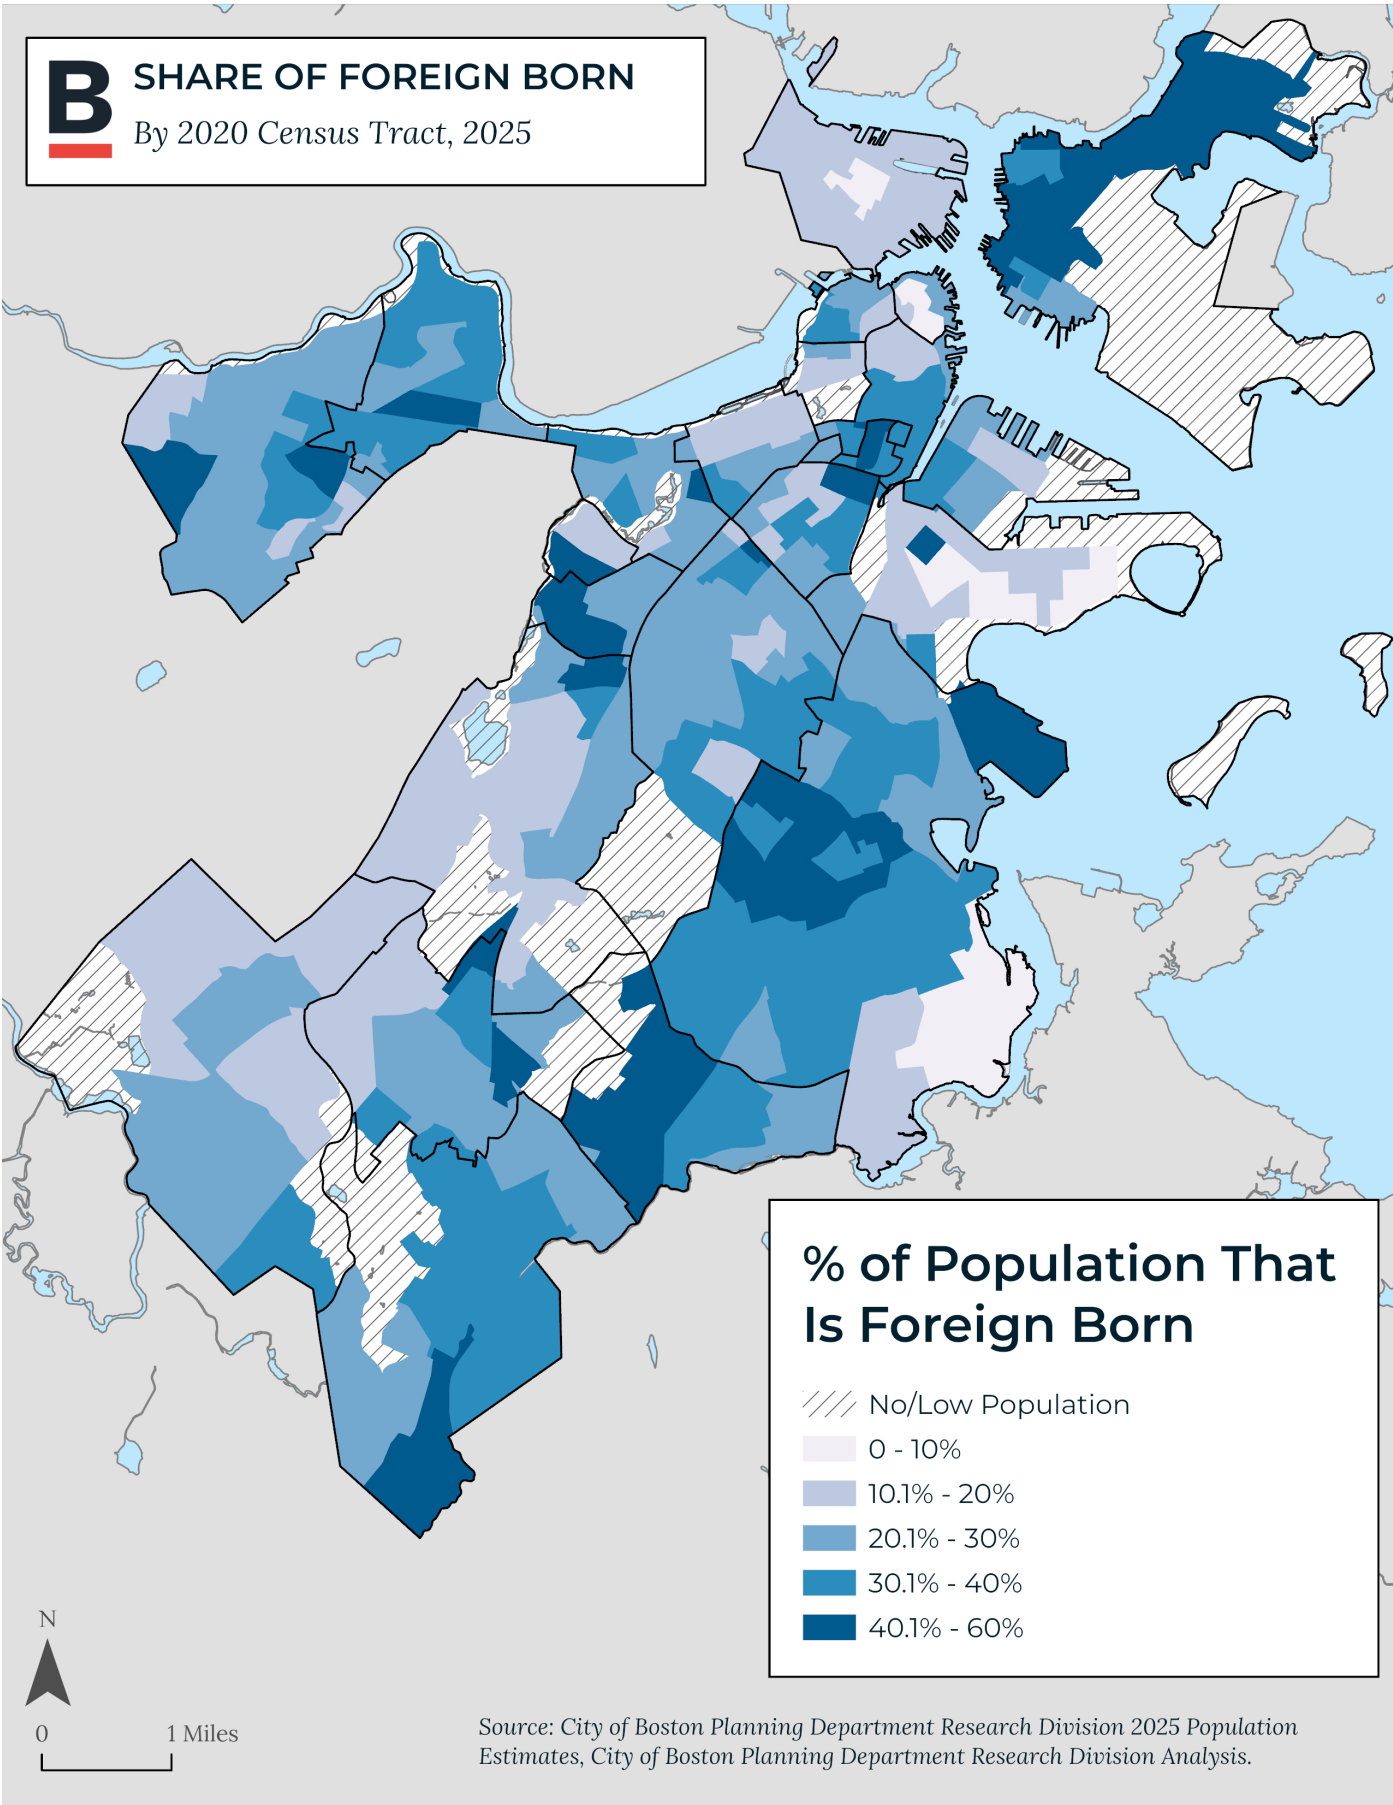 B
SHARE OF FOREIGN BORN
By 2020 Census Tract, 2025
% of Population That
Is Foreign Born
No/Low Population
0 - 10%
10.1% - 20%
20.1% - 30%
30.1% - 40%
40.1% - 60%
N
0 1 Miles
Source: City of Boston Planning Department Research Division 2025 Population
Estimates, City of Boston Planning Department Research Division Analysis.